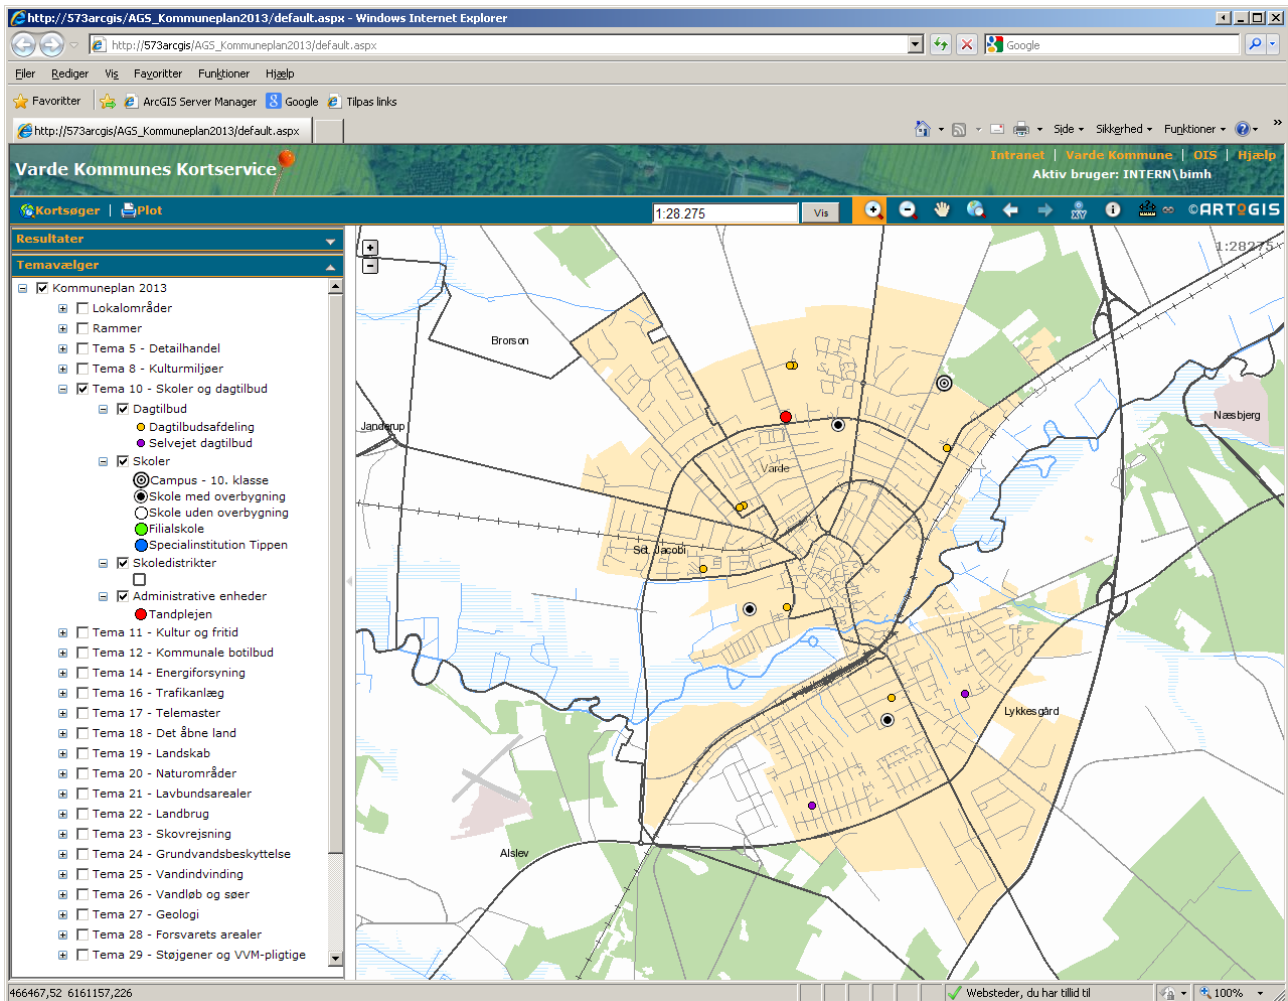 http://573arcgis/AGS_Kommuneplan2013/default.aspx - Windows Internet Explorer
http://573arcgis/AGS_Kommuneplan2013/default.aspx
Google
Filer Rediger Vis Favoritter Funktioner Hjælp
Favoritter ArcGIS Server Manager Google Tilpas links
http://573arcgis/AGS_Kommuneplan2013/default.aspx
Side Sikkerhed Funktioner
Varde Kommunes Kortservice
Intranet | Varde Kommune | OIS | Hjælp
Aktiv bruger: INTERN\bimh
Kortsøger | Plot
1:28.275 Vis
XY
©ARTOGIS
Resultater
Temavælger
Kommuneplan 2013
Lokalområder
Rammer
Tema 5 - Detailhandel
Tema 8 - Kulturmiljøer
Tema 10 - Skoler og dagtilbud
Dagtilbud
Dagtilbudsafdeling
Selvejet dagtilbud
Skoler
Campus - 10. klasse
Skole med overbygning
Skole uden overbygning
Filialskole
Specialinstitution Tippen
Skoledistrikter
Administrative enheder
Tandplejen
Tema 11 - Kultur og fritid
Tema 12 - Kommunale botilbud
Tema 14 - Energiforsyning
Tema 16 - Trafikanlæg
Tema 17 - Telemaster
Tema 18 - Det åbne land
Tema 19 - Landskab
Tema 20 - Naturområder
Tema 21 - Lavbundsarealer
Tema 22 - Landbrug
Tema 23 - Skovrejsning
Tema 24 - Grundvandsbeskyttelse
Tema 25 - Vandindvinding
Tema 26 - Vandløb og søer
Tema 27 - Geologi
Tema 28 - Forsvarets arealer
Tema 29 - Støjgener og VVM-pligtige
1:28275
Brorson
Næsbjerg
Janderup
Varde
Sct. Jacobi
Lykkesgård
Alslev
466467,52 6161157,226
Websteder, du har tillid til
100%